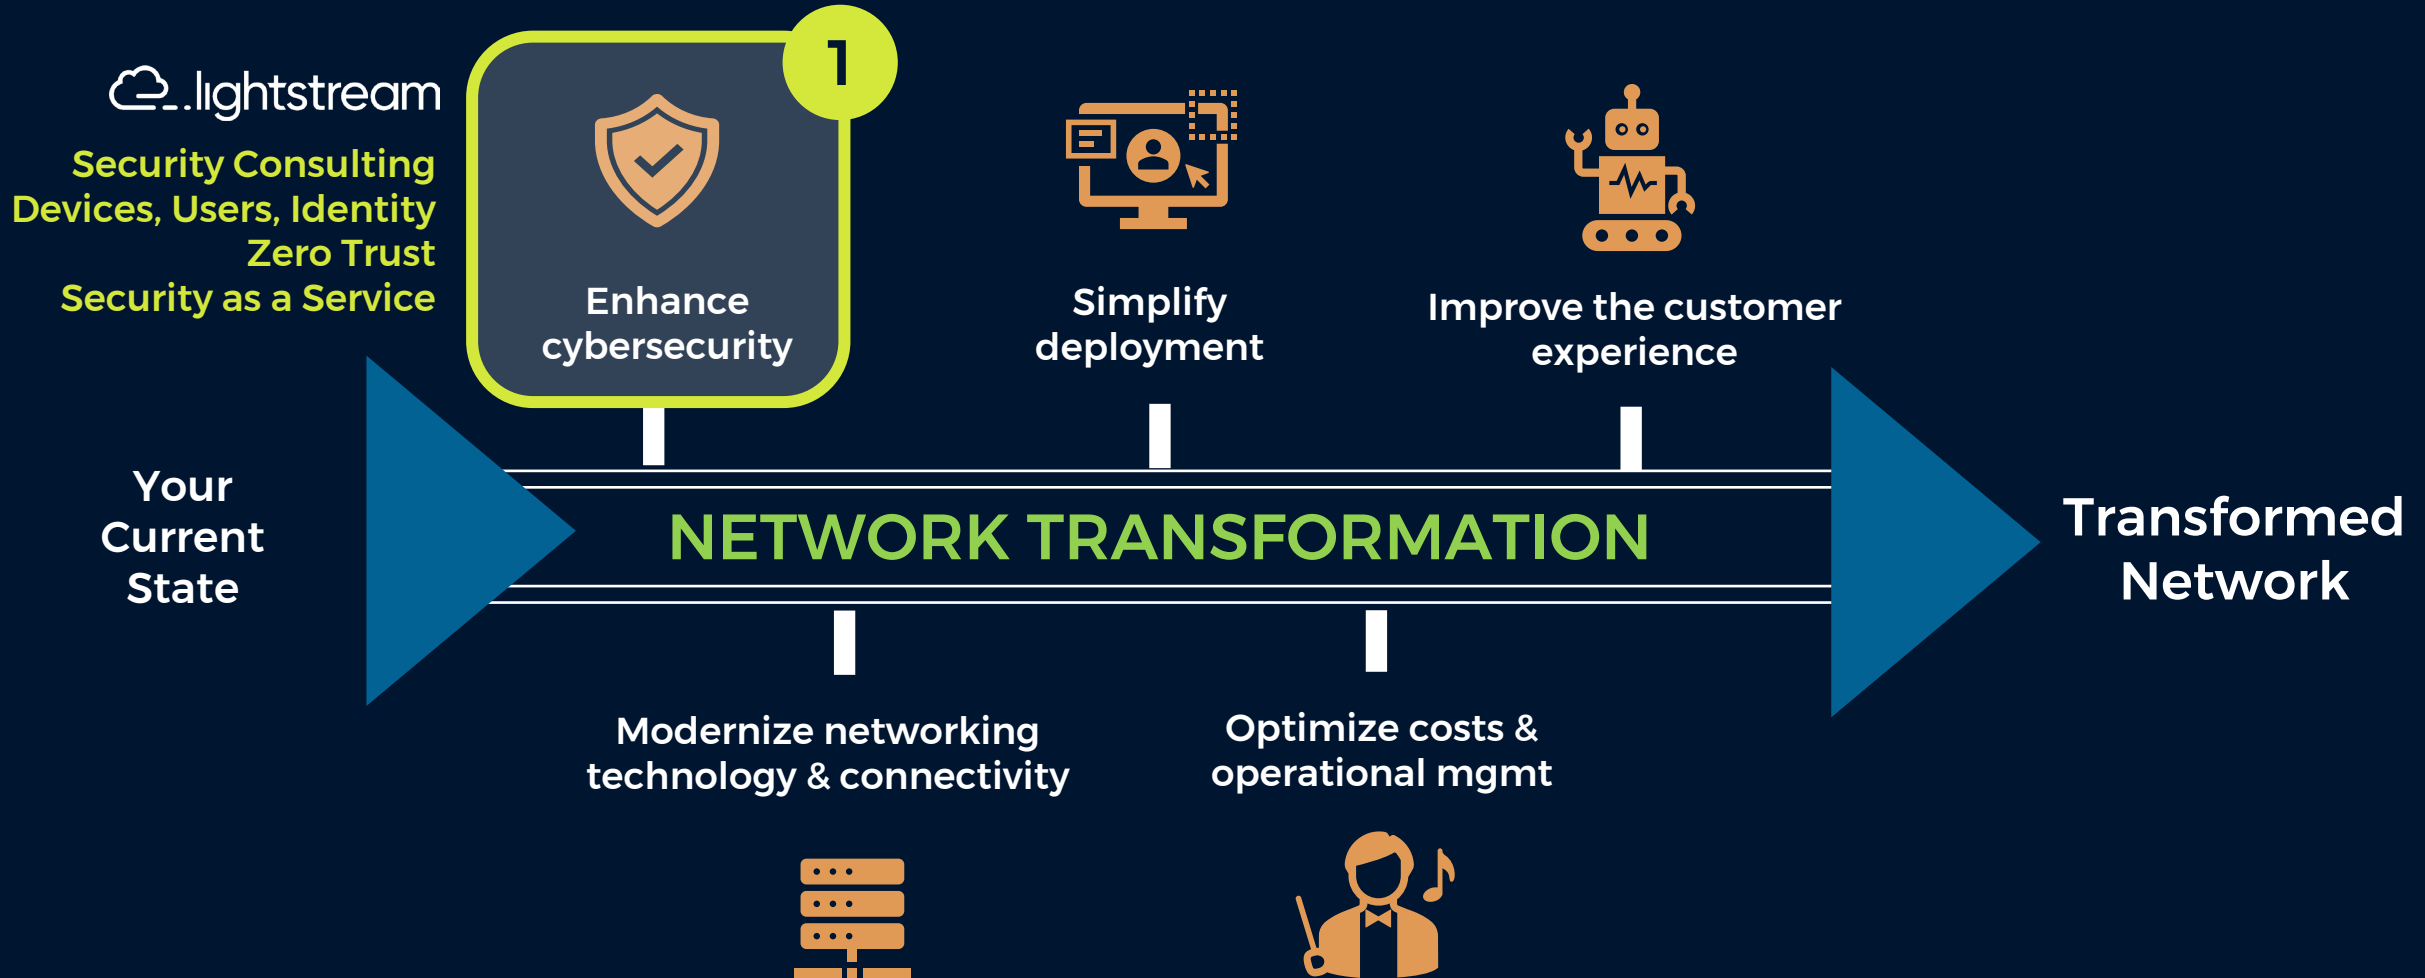 lightstream
Security Consulting
Devices, Users, Identity
Zero Trust
Security as a Service
1
Enhance
cybersecurity
Simplify
deployment
Improve the customer
experience
Your
Current
State
NETWORK TRANSFORMATION
Transformed
Network
Modernize networking
technology & connectivity
Optimize costs &
operational mgmt